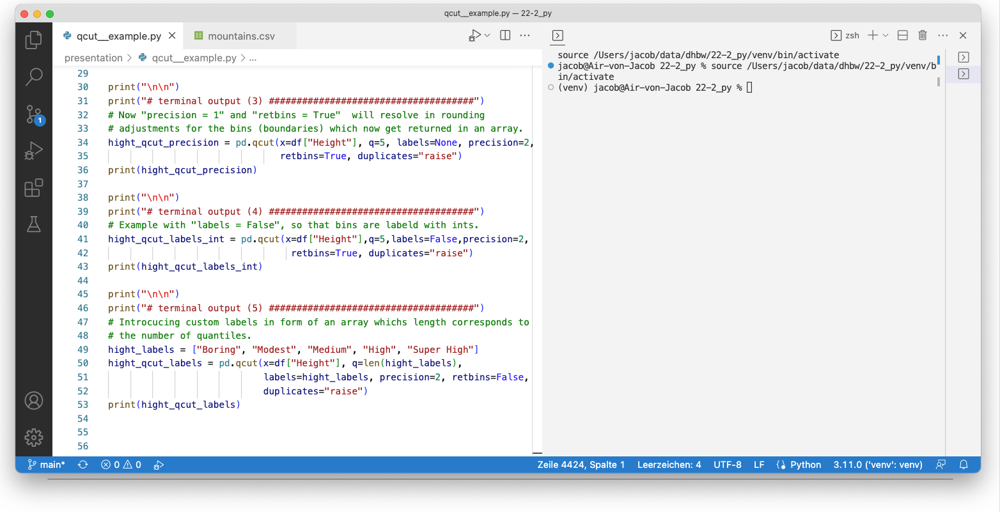 qcut__example.py — 22-2_py
qcut__example.py
mountains.csv
zsh
presentation > qcut__example.py > ...
29
30 print("\n\n")
31 print("# terminal output (3) #####################################")
32 # Now "precision = 1" and "retbins = True"  will resolve in rounding
33 # adjustments for the bins (boundaries) which now get returned in an array.
34 hight_qcut_precision = pd.qcut(x=df["Height"], q=5, labels=None, precision=2,
35                                retbins=True, duplicates="raise")
36 print(hight_qcut_precision)
37
38 print("\n\n")
39 print("# terminal output (4) #####################################")
40 # Example with "labels = False", so that bins are labeld with ints.
41 hight_qcut_labels_int = pd.qcut(x=df["Height"],q=5,labels=False,precision=2,
42                                 retbins=True, duplicates="raise")
43 print(hight_qcut_labels_int)
44
45 print("\n\n")
46 print("# terminal output (5) #####################################")
47 # Introcucing custom labels in form of an array whichs length corresponds to
48 # the number of quantiles.
49 hight_labels = ["Boring", "Modest", "Medium", "High", "Super High"]
50 hight_qcut_labels = pd.qcut(x=df["Height"], q=len(hight_labels),
51                             labels=hight_labels, precision=2, retbins=False,
52                             duplicates="raise")
53 print(hight_qcut_labels)
54
55
56
source /Users/jacob/data/dhbw/22-2_py/venv/bin/activate
jacob@Air-von-Jacob 22-2_py % source /Users/jacob/data/dhbw/22-2_py/venv/b
in/activate
(venv) jacob@Air-von-Jacob 22-2_py %
1
main* 0 0 Zeile 4424, Spalte 1 Leerzeichen: 4 UTF-8 LF Python 3.11.0 ('venv': venv)